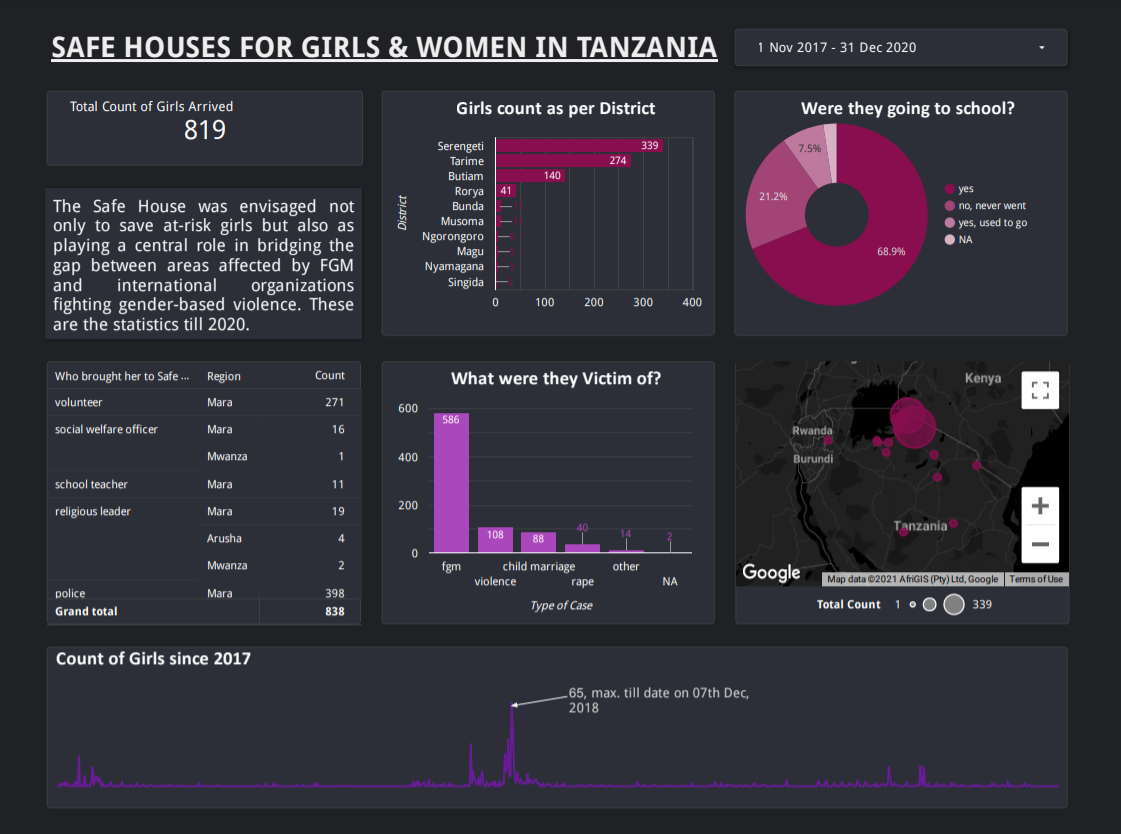 SAFE HOUSES FOR GIRLS & WOMEN IN TANZANIA
1 Nov 2017 - 31 Dec 2020
Total Count of Girls Arrived
819
The Safe House was envisaged not
only to save at-risk girls but also as
playing a central role in bridging the
gap between areas affected by FGM
and international organizations
fighting gender-based violence. These
are the statistics till 2020.
Girls count as per District
District
Serengeti 339
Tarime 274
Butiam 140
Rorya 41
Bunda
Musoma
Ngorongoro
Magu
Nyamagana
Singida
0 100 200 300 400
Were they going to school?
7.5%
21.2%
68.9%
yes
no, never went
yes, used to go
NA
Who brought her to Safe ... Region Count
volunteer Mara 271
social welfare officer Mara 16
Mwanza 1
school teacher Mara 11
religious leader Mara 19
Arusha 4
Mwanza 2
police Mara 398
Grand total 838
What were they Victim of?
600
400
200
0
586
108
88
40
14
2
fgm child marriage other
violence rape NA
Type of Case
Kenya
Rwanda
Burundi
Tanzania
Google
Map data ©2021 AfriGIS (Pty) Ltd, Google Terms of Use
Total Count 1 339
Count of Girls since 2017
65, max. till date on 07th Dec,
2018